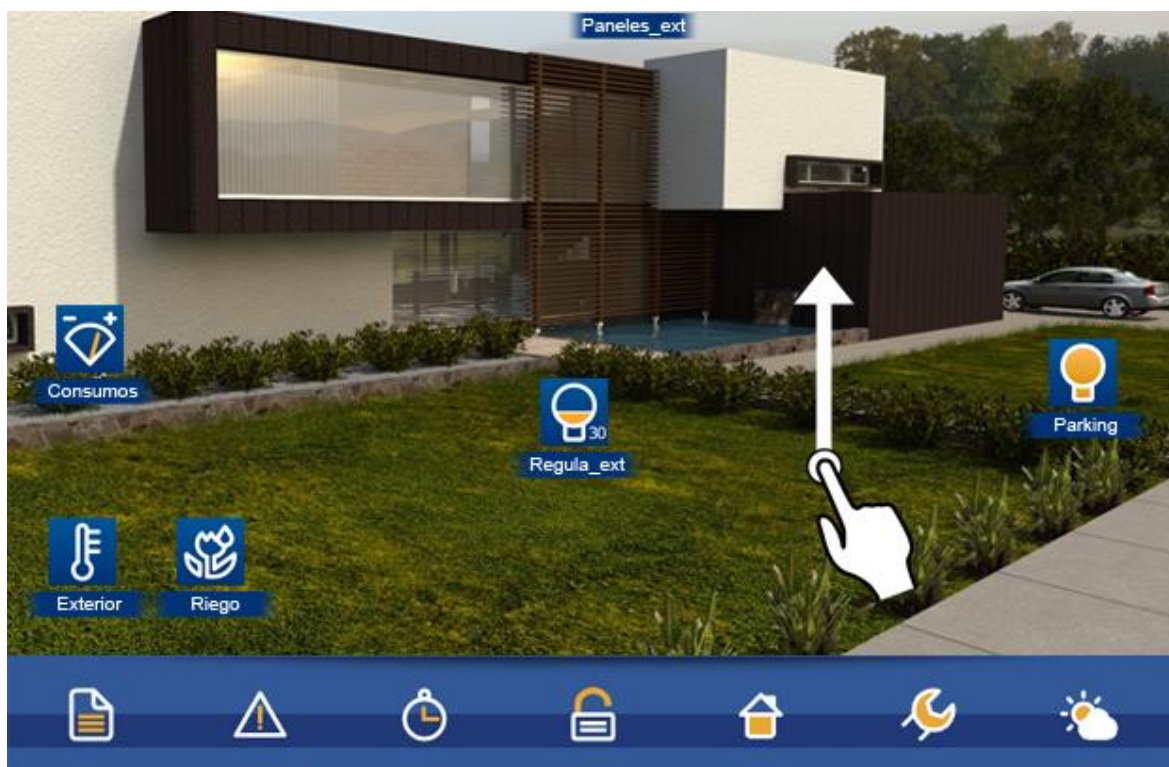 Paneles_ext
Consumos
30
Regula_ext
Parking
Exterior
Riego